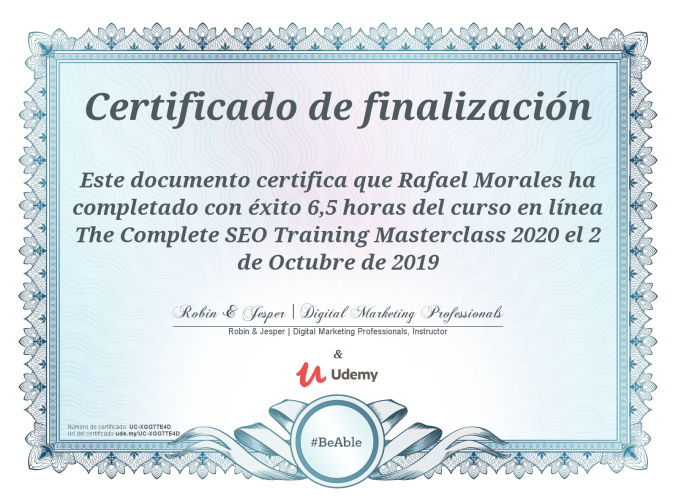 Certificado de finalización
Este documento certifica que Rafael Morales ha
completado con éxito 6,5 horas del curso en línea
The Complete SEO Training Masterclass 2020 el 2
de Octubre de 2019
Robin & Jesper | Digital Marketing Professionals
Robin & Jesper | Digital Marketing Professionals, Instructor
&
Udemy
Número de certificado: UC-XGG7TE4D
Url del certificado ude.my/UC-XGG7TE4D
#BeAble